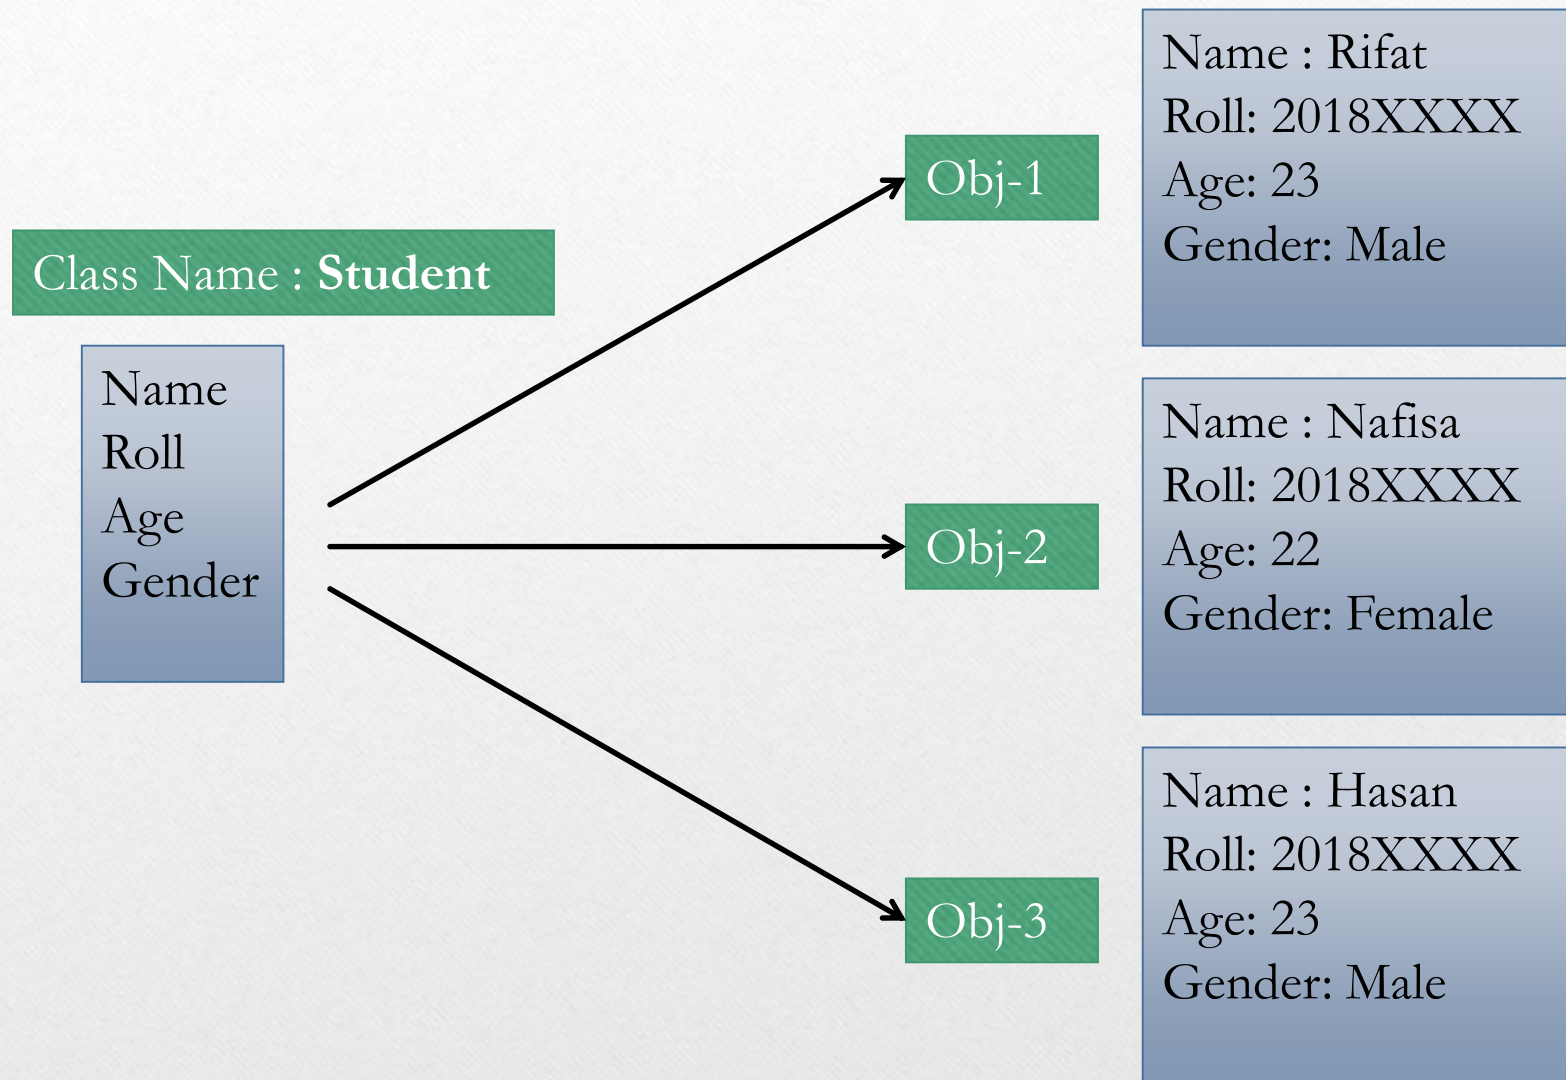 Class Name : Student
Name
Roll
Age
Gender
Obj-1
Name : Rifat
Roll: 2018XXXX
Age: 23
Gender: Male
Obj-2
Name : Nafisa
Roll: 2018XXXX
Age: 22
Gender: Female
Obj-3
Name : Hasan
Roll: 2018XXXX
Age: 23
Gender: Male